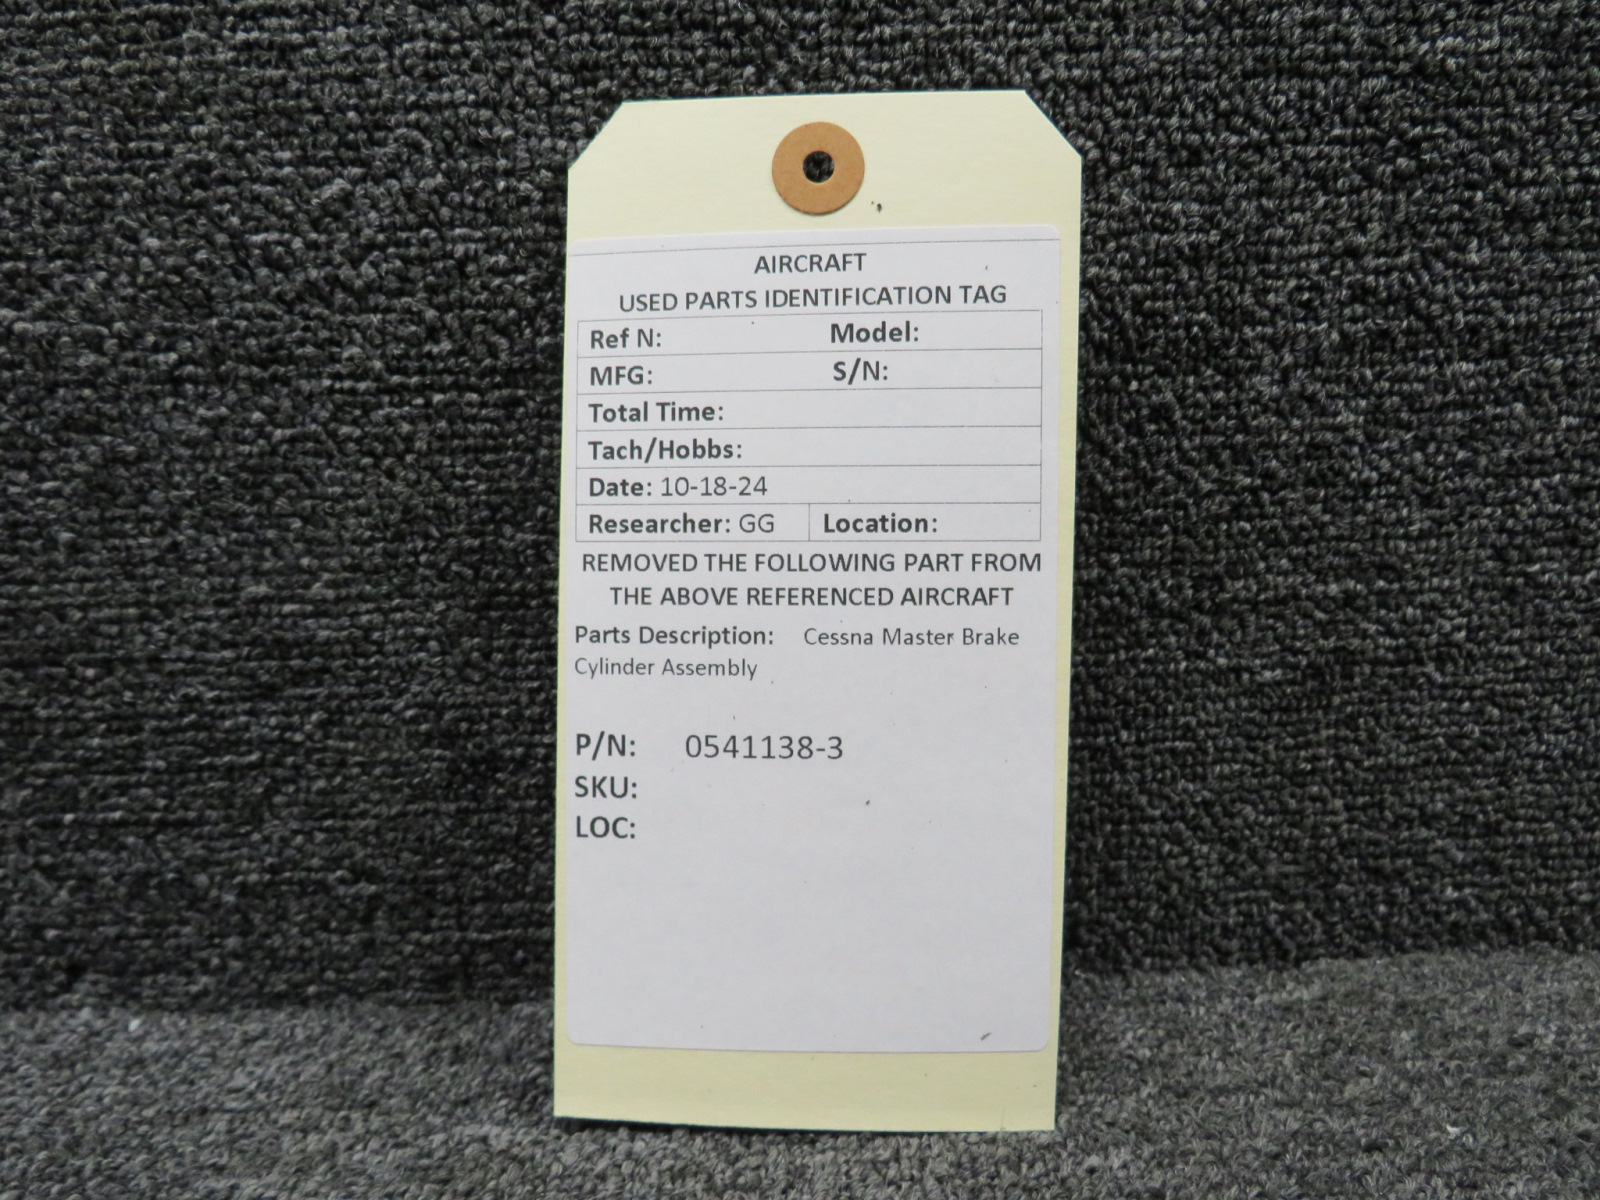 AIRCRAFT
USED PARTS IDENTIFICATION TAG
Ref N: Model:
MFG: S/N:
Total Time:
Tach/Hobbs:
Date: 10-18-24
Researcher: GG Location:
REMOVED THE FOLLOWING PART FROM
THE ABOVE REFERENCED AIRCRAFT
Parts Description: Cessna Master Brake
Cylinder Assembly
P/N: 0541138-3
SKU:
LOC: